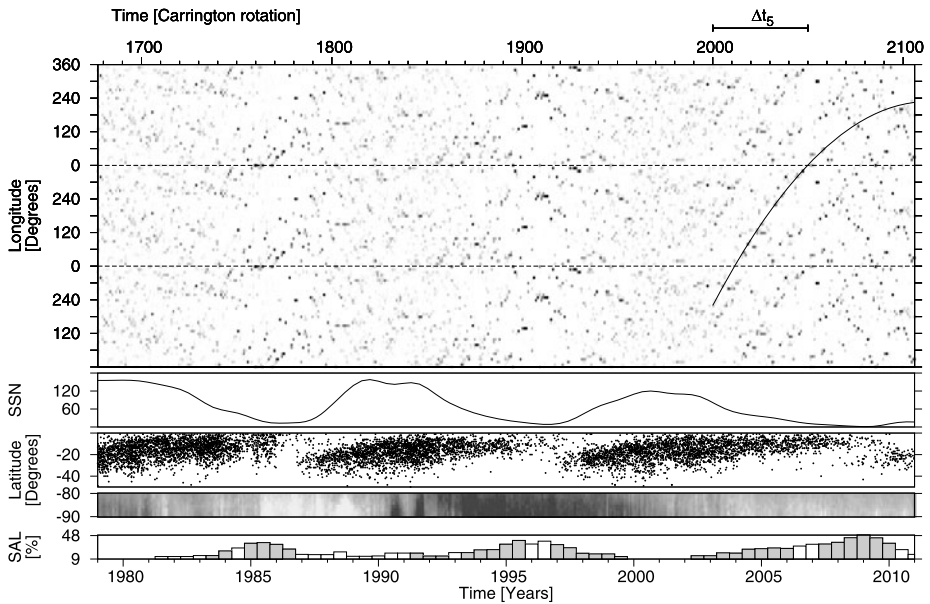 Time [Carrington rotation]
Δt5
1700 1800 1900 2000 2100
360
240
120
0
240
120
0
240
120
Longitude
[Degrees]
120
60
SSN
-20
-40
Latitude
[Degrees]
-80
-90
48
9
SAL
[%]
1980 1985 1990 1995 2000 2005 2010
Time [Years]